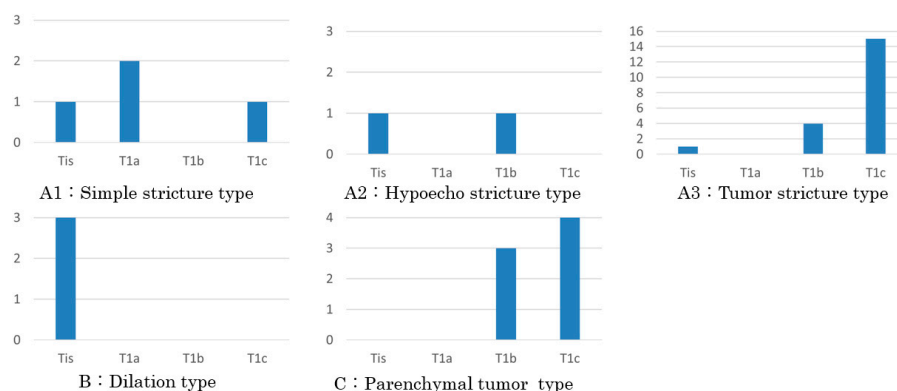 3
2
1
0
Tis T1a T1b T1c
A1：Simple stricture type
3
2
1
0
Tis T1a T1b T1c
A2：Hypoecho stricture type
16
14
12
10
8
6
4
2
0
Tis T1a T1b T1c
A3：Tumor stricture type
3
2
1
0
Tis T1a T1b T1c
B：Dilation type
4
3
2
1
0
Tis T1a T1b T1c
C：Parenchymal tumor type